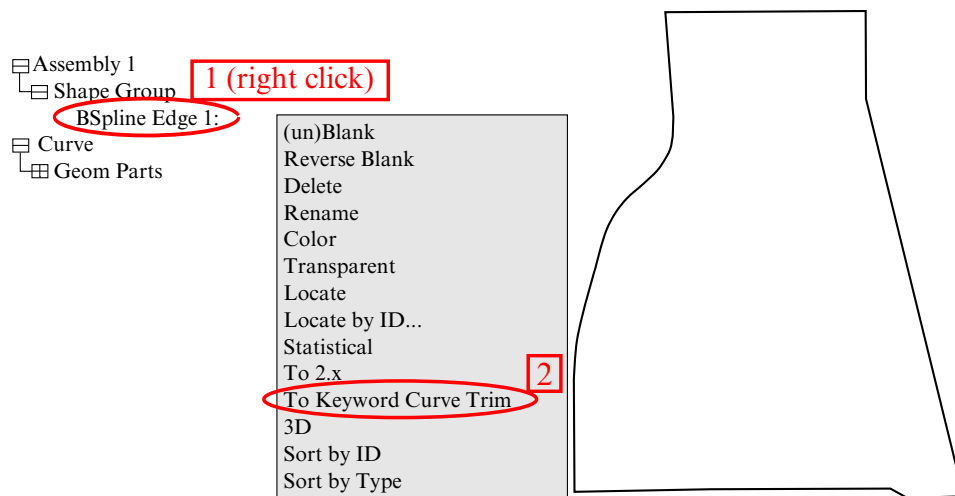 Assembly 1
Shape Group
1 (right click)
BSpline Edge 1:
Curve
Geom Parts
(un)Blank
Reverse Blank
Delete
Rename
Color
Transparent
Locate
Locate by ID...
Statistical
To 2.x
2
To Keyword Curve Trim
3D
Sort by ID
Sort by Type